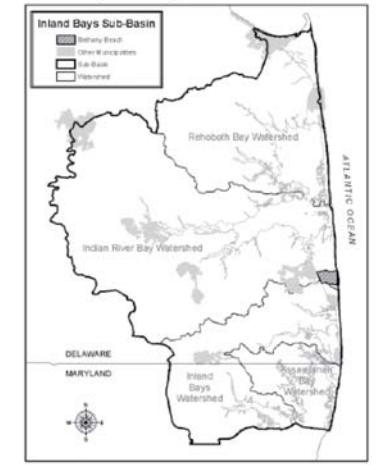 Inland Bays Sub-Basin
Bethany Beach
Other Municipalities
Sub-Basin
Watershed
Rehoboth Bay Watershed
ATLANTIC OCEAN
Indian River Bay Watershed
DELAWARE
MARYLAND
Inland
Bays
Watershed
Assawoman
Bay
Watershed
N
W
E
S